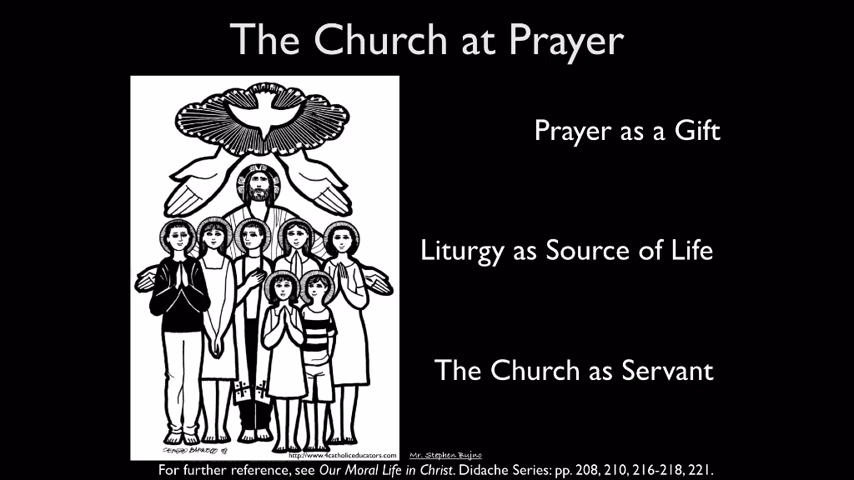 The Church at Prayer
Prayer as a Gift
Liturgy as Source of Life
The Church as Servant
http://www.4catholiceducators.com
Mr. Stephen Bujno
For further reference, see Our Moral Life in Christ. Didache Series: pp. 208, 210, 216-218, 221.